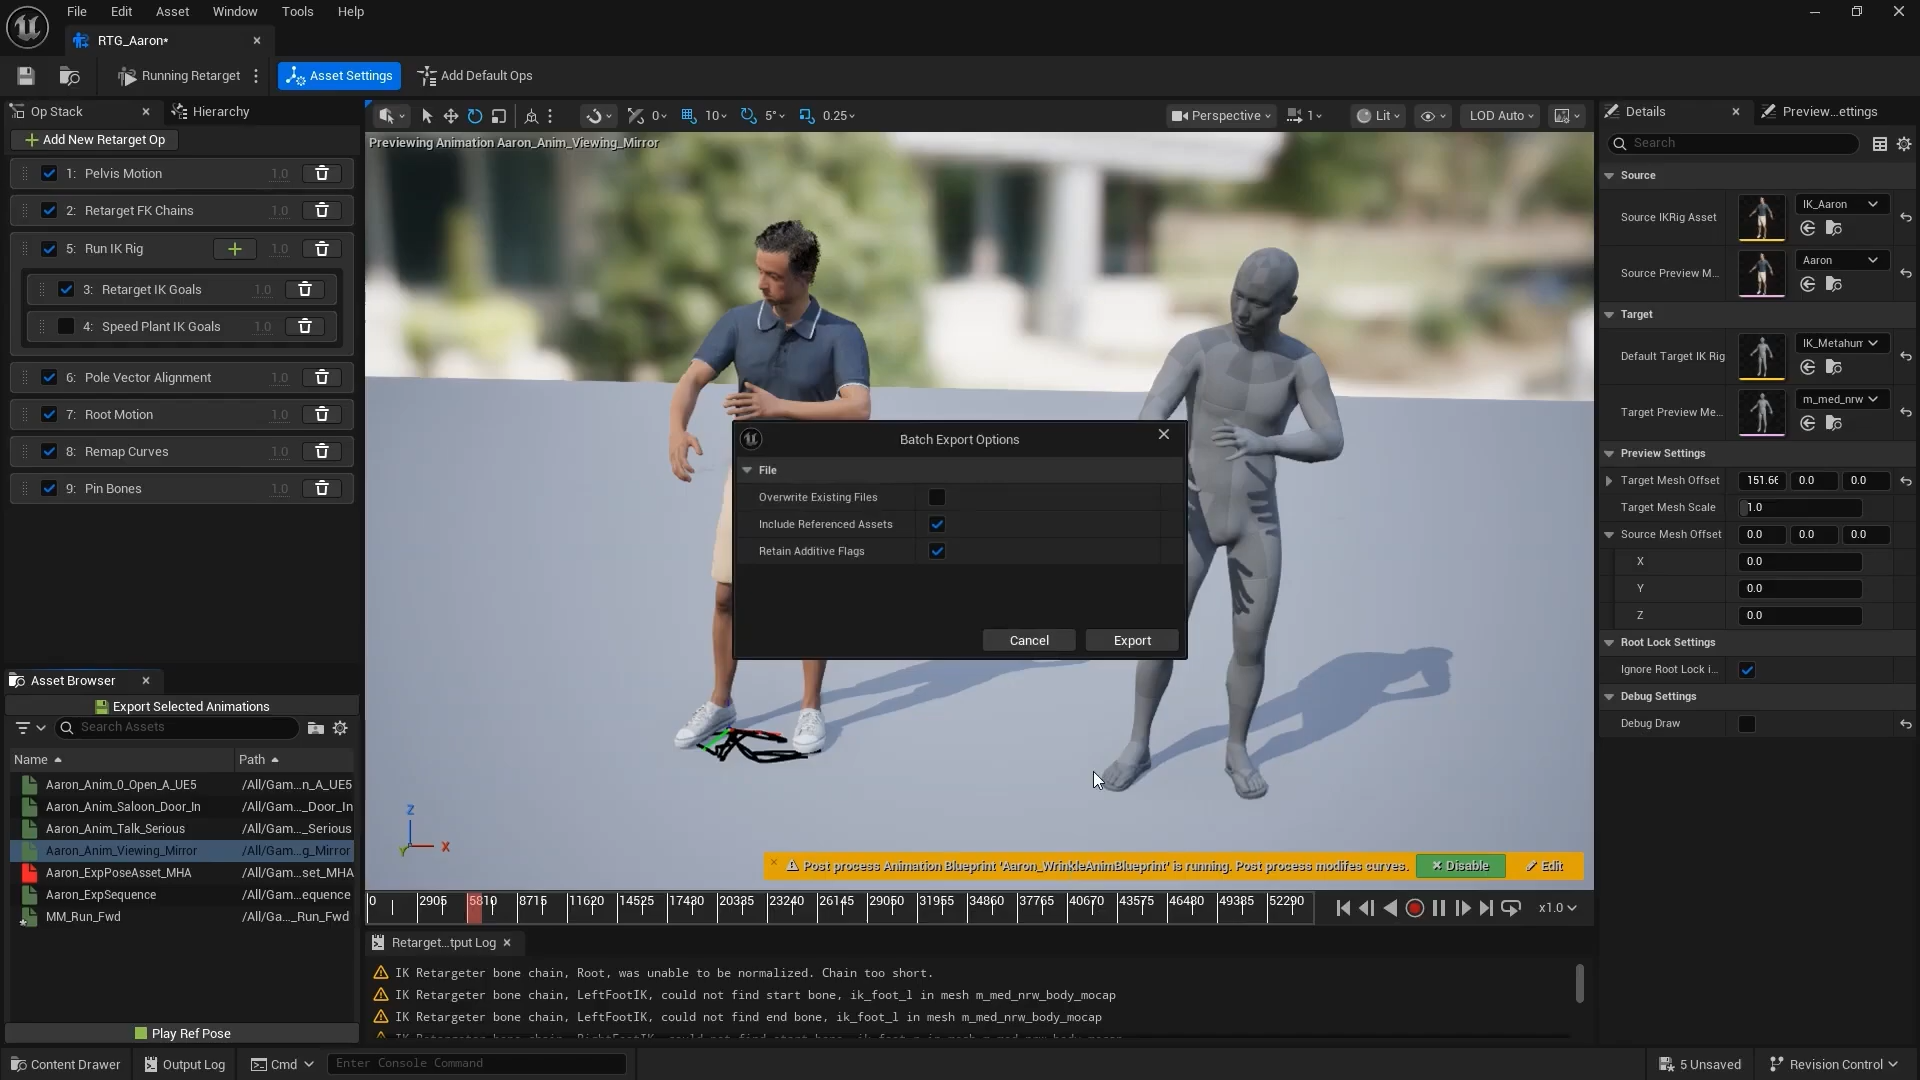 File Edit Asset Window Tools Help
RTG_Aaron*
Running Retarget Asset Settings Add Default Ops
Op Stack Hierarchy
Add New Retarget Op
1: Pelvis Motion 1.0
2: Retarget FK Chains 1.0
5: Run IK Rig 1.0
3: Retarget IK Goals 1.0
4: Speed Plant IK Goals 1.0
6: Pole Vector Alignment 1.0
7: Root Motion 1.0
8: Remap Curves 1.0
9: Pin Bones 1.0
Asset Browser
Export Selected Animations
Search Assets
Name Path
Aaron_Anim_0_Open_A_UE5 /All/Gam...n_A_UE5
Aaron_Anim_Saloon_Door_In /All/Gam..._Door_In
Aaron_Anim_Talk_Serious /All/Gam..._Serious
Aaron_Anim_Viewing_Mirror /All/Gam...g_Mirror
Aaron_ExpPoseAsset_MHA /All/Gam...set_MHA
Aaron_ExpSequence /All/Gam...equence
MM_Run_Fwd /All/Ga..._Run_Fwd
Play Ref Pose
0 10 5° 0.25 Perspective 1 Lit LOD Auto
Previewing Animation Aaron_Anim_Viewing_Mirror
Batch Export Options
File
Overwrite Existing Files
Include Referenced Assets
Retain Additive Flags
Cancel Export
Z
Y X
Post process Animation Blueprint 'Aaron_WrinkleAnimBlueprint' is running. Post process modifes curves. Disable Edit
0 2905 5810 8715 11620 14525 17430 20335 23240 26145 29050 31955 34860 37765 40670 43575 46480 49385 52290 x1.0
Retarget...tput Log
IK Retargeter bone chain, Root, was unable to be normalized. Chain too short.
IK Retargeter bone chain, LeftFootIK, could not find start bone, ik_foot_l in mesh m_med_nrw_body_mocap
IK Retargeter bone chain, LeftFootIK, could not find end bone, ik_foot_l in mesh m_med_nrw_body_mocap
Details Preview...ettings
Search
Source
Source IKRig Asset IK_Aaron
Source Preview M... Aaron
Target
Default Target IK Rig IK_Metahum
Target Preview Me... m_med_nrw
Preview Settings
Target Mesh Offset 151.66 0.0 0.0
Target Mesh Scale 1.0
Source Mesh Offset 0.0 0.0 0.0
X 0.0
Y 0.0
Z 0.0
Root Lock Settings
Ignore Root Lock i...
Debug Settings
Debug Draw
Content Drawer Output Log Cmd Enter Console Command 5 Unsaved Revision Control